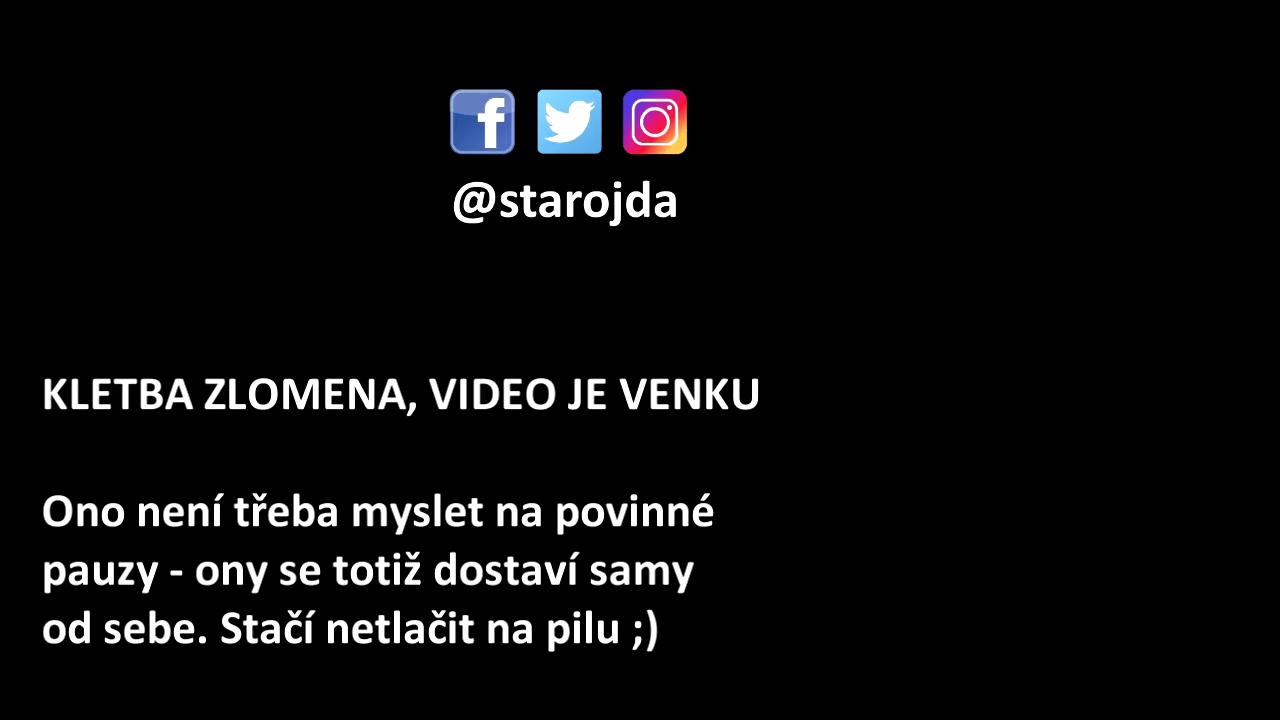 @starojda
KLETBA ZLOMENA, VIDEO JE VENKU
Ono není třeba myslet na povinné
pauzy - ony se totiž dostaví samy
od sebe. Stačí netlačit na pilu ;)